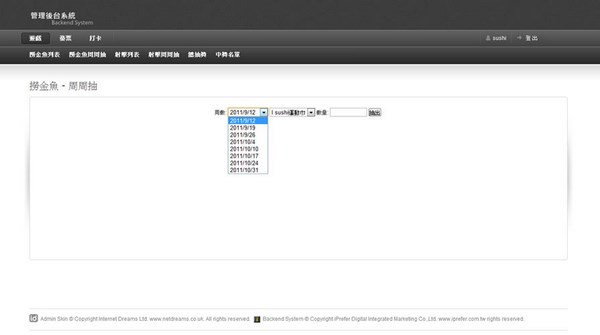 管理後台系統
Backend System
遊戲 發票 打卡 sushi 登出
撈金魚列表 撈金魚周周抽 射擊列表 射擊周周抽 總抽獎 中獎名單
撈金魚 - 周周抽
周數: 2011/9/12 I sushi運動巾 數量: 抽出
2011/9/12
2011/9/19
2011/9/26
2011/10/4
2011/10/10
2011/10/17
2011/10/24
2011/10/31
Admin Skin © Copyright Internet Dreams Ltd. www.netdreams.co.uk. All rights reserved. Backend System © Copyright iPrefer Digital Integrated Marketing Co.,Ltd. www.iprefer.com.tw rights reserved.